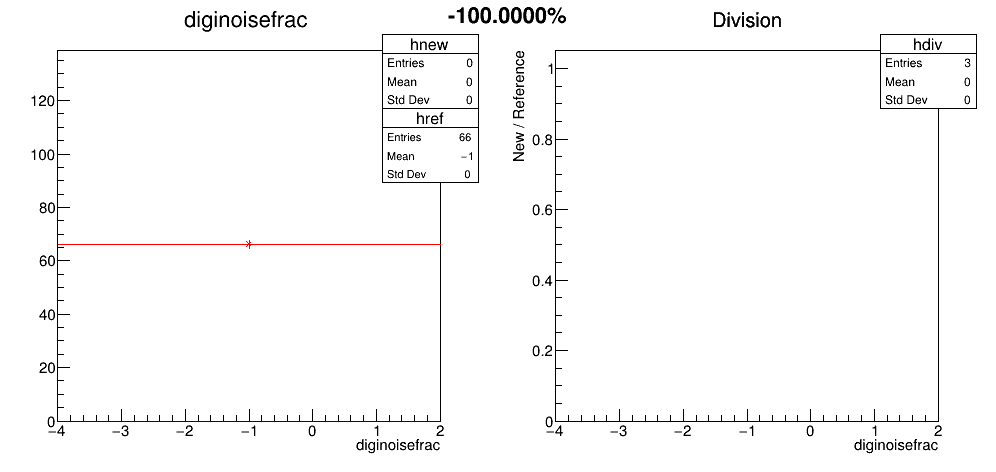 diginoisefrac
-100.0000%
Division
hnew
Entries 0
Mean 0
Std Dev 0
href
Entries 66
Mean −1
Std Dev 0
120
100
80
60
40
20
0
−4 −3 −2 −1 0 1 2
diginoisefrac
hdiv
Entries 3
Mean 0
Std Dev 0
New / Reference
1
0.8
0.6
0.4
0.2
0
−4 −3 −2 −1 0 1 2
diginoisefrac